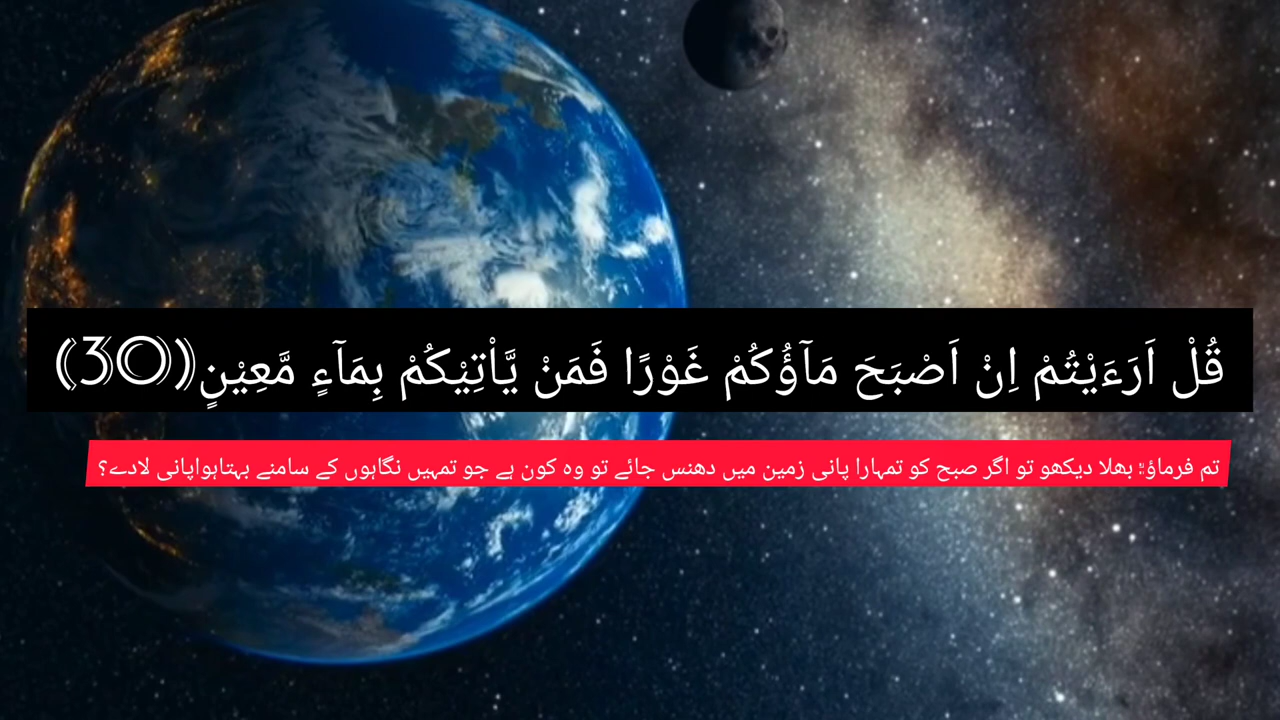 قُلْ اَرَءَیْتُمْ اِنْ اَصْبَحَ مَآؤُكُمْ غَوْرًا فَمَنْ یَّاْتِیْكُمْ بِمَآءٍ مَّعِیْنٍ(30)
تم فرماؤ: بھلا دیکھو تو اگر صبح کو تمہارا پانی زمین میں دھنس جائے تو وہ کون ہے جو تمہیں نگاہوں کے سامنے بہتاہواپانی لادے؟